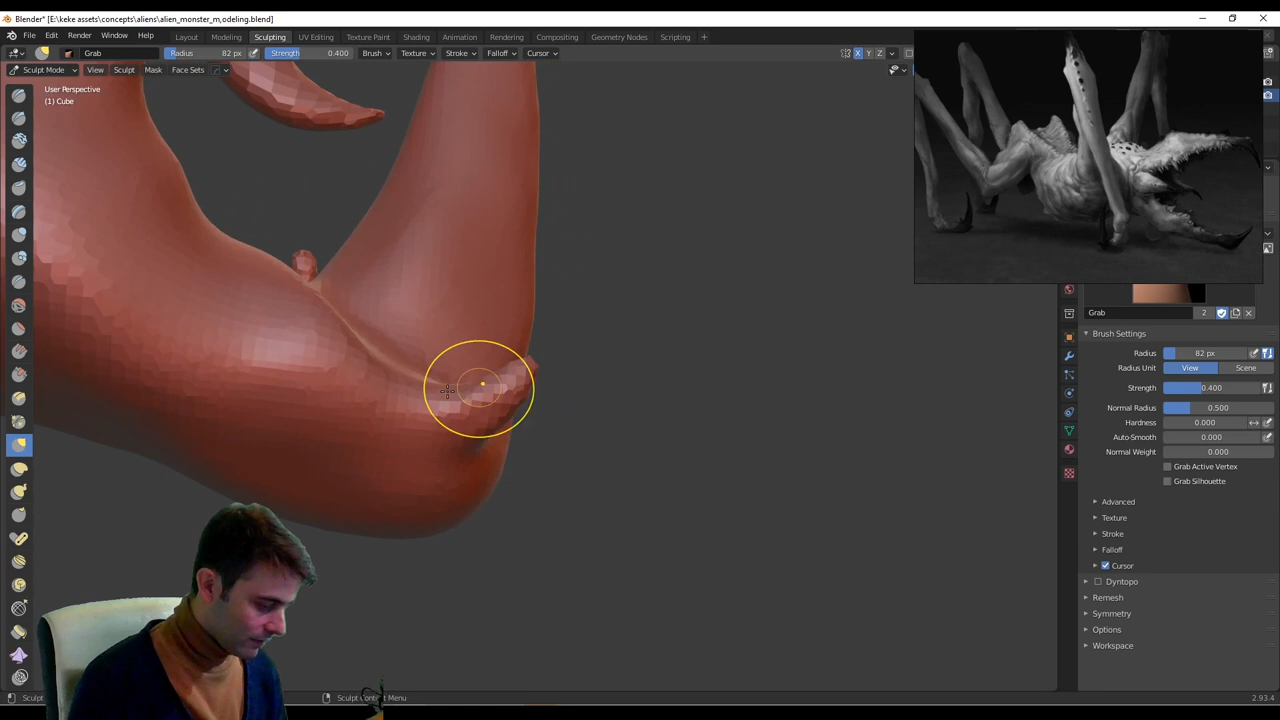 Blender* [E:\keke assets\concepts\aliens\alien_monster_m,odeling.blend]
File Edit Render Window Help Layout Modeling Sculpting UV Editing Texture Paint Shading Animation Rendering Compositing Geometry Nodes Scripting
Grab Radius 82 px Strength 0.400 Brush Texture Stroke Falloff Cursor X Y Z
Sculpt Mode View Sculpt Mask Face Sets
User Perspective
(1) Cube
Grab 2
Brush Settings
Radius 82 px
Radius Unit View Scene
Strength 0.400
Normal Radius 0.500
Hardness 0.000
Auto-Smooth 0.000
Normal Weight 0.000
Grab Active Vertex
Grab Silhouette
Advanced
Texture
Stroke
Falloff
Cursor
Dyntopo
Remesh
Symmetry
Options
Workspace
Sculpt
2.93.4